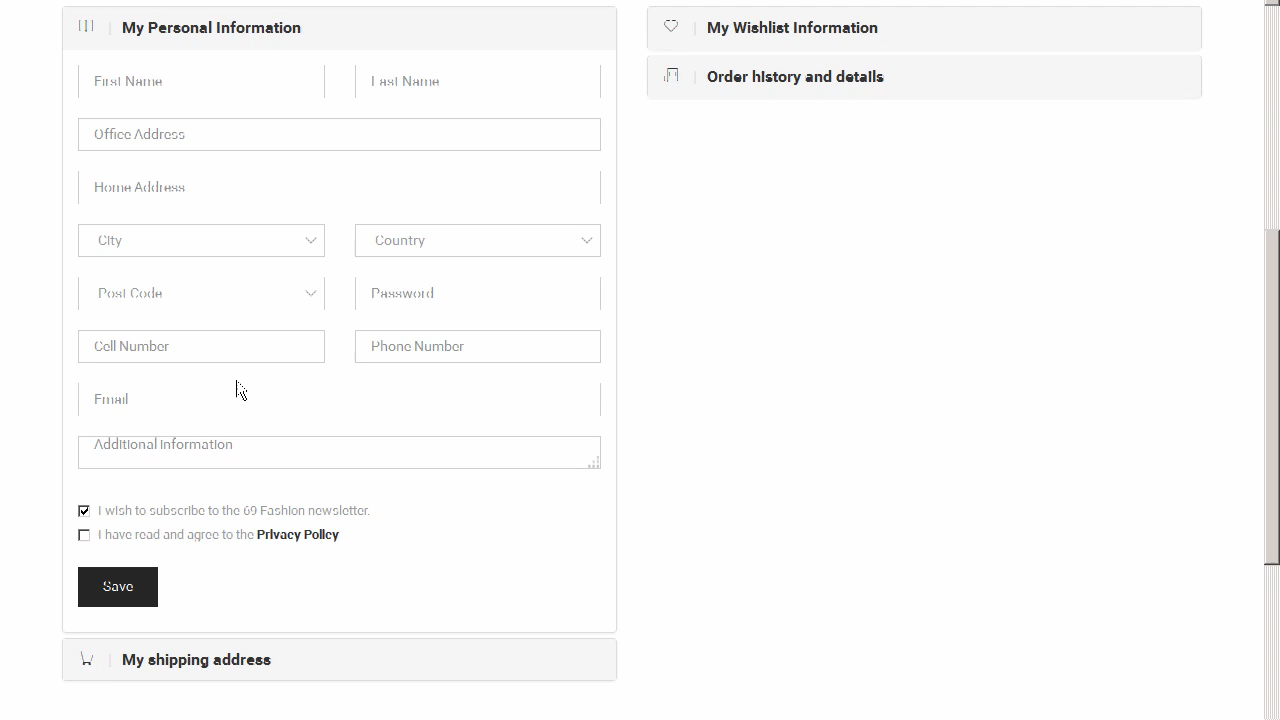 My Personal Information
First Name
Last Name
Office Address
Home Address
City
Country
Post Code
Password
Cell Number
Phone Number
Email
Additional information
I wish to subscribe to the 69 Fashion newsletter.
I have read and agree to the Privacy Policy
Save
My shipping address
My Wishlist Information
Order history and details